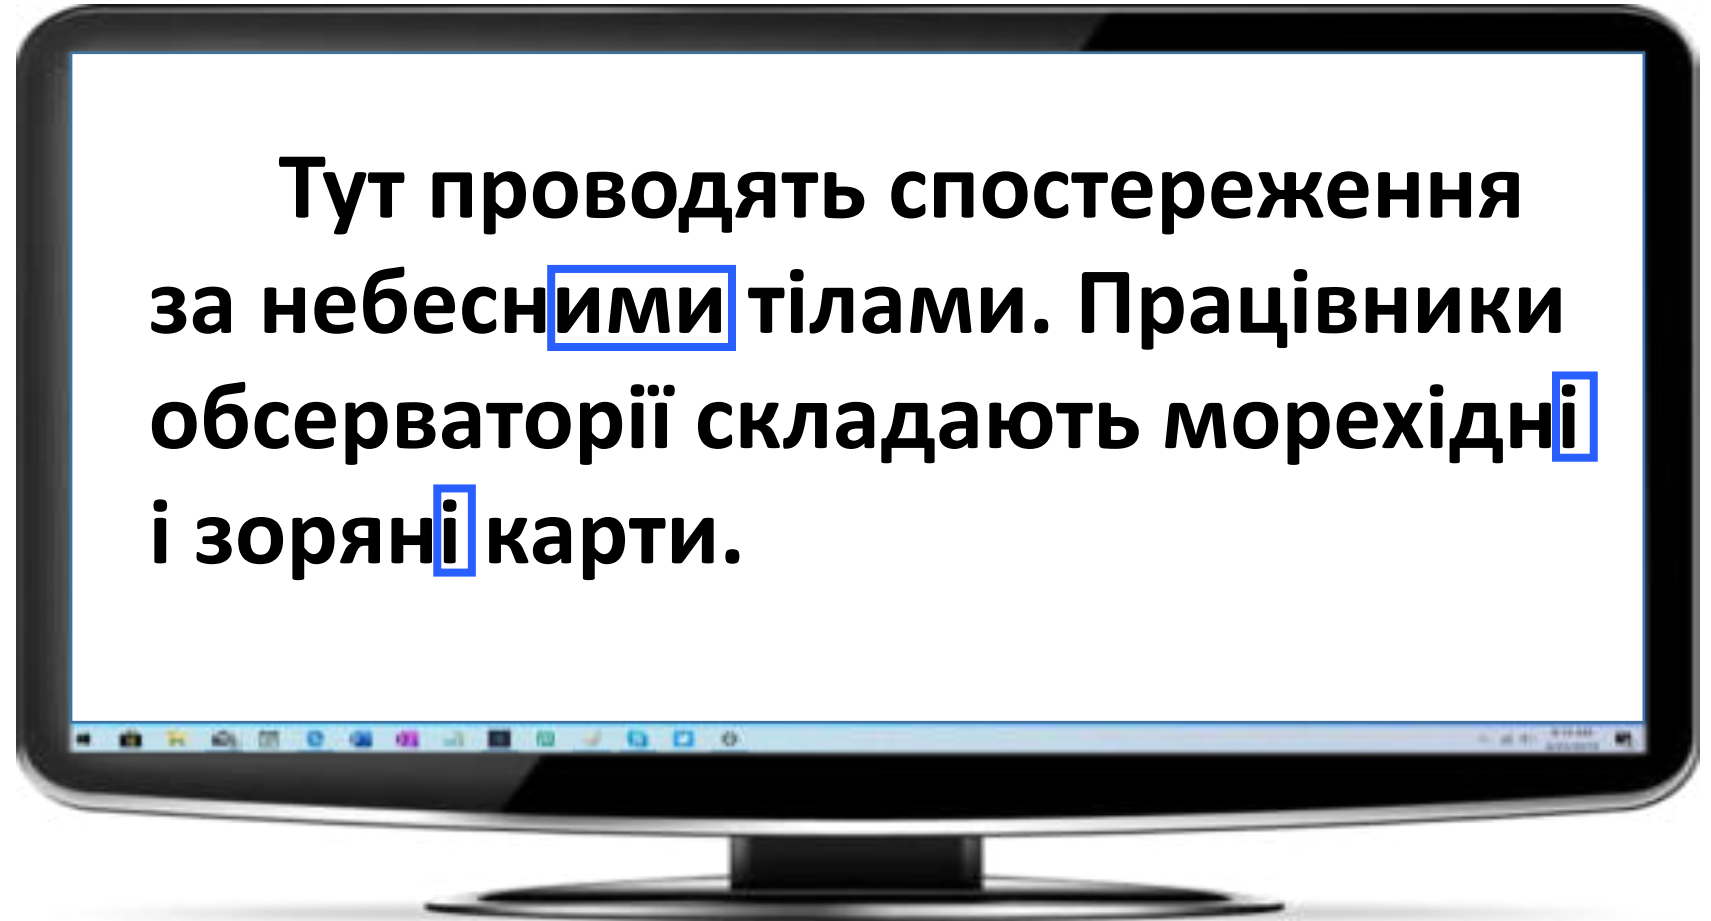 Тут проводять спостереження
за небесними тілами. Працівники
обсерваторії складають морехідні
і зоряні карти.